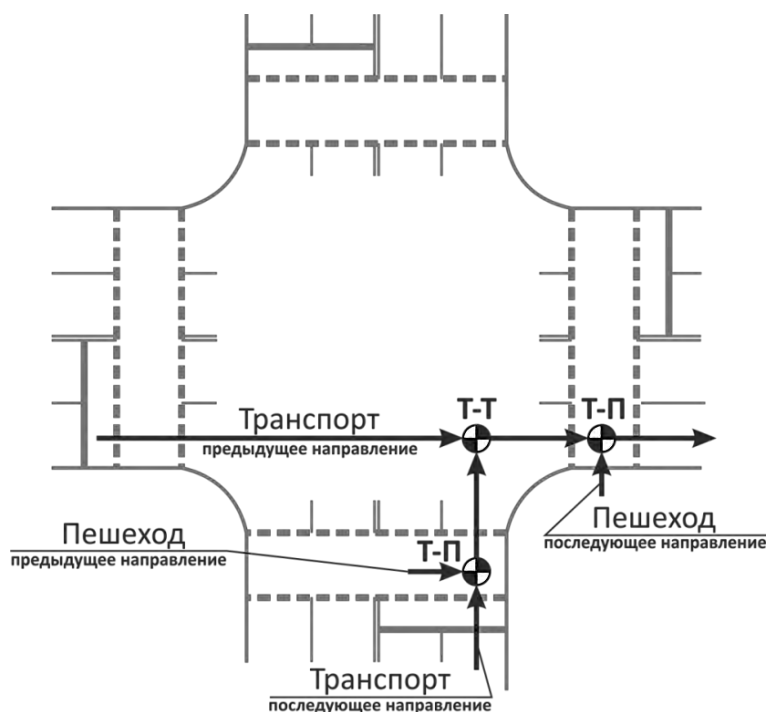 Транспорт
предыдущее направление
Т-Т
Т-П
Пешеход
последующее направление
Пешеход
предыдущее направление
Т-П
Транспорт
последующее направление